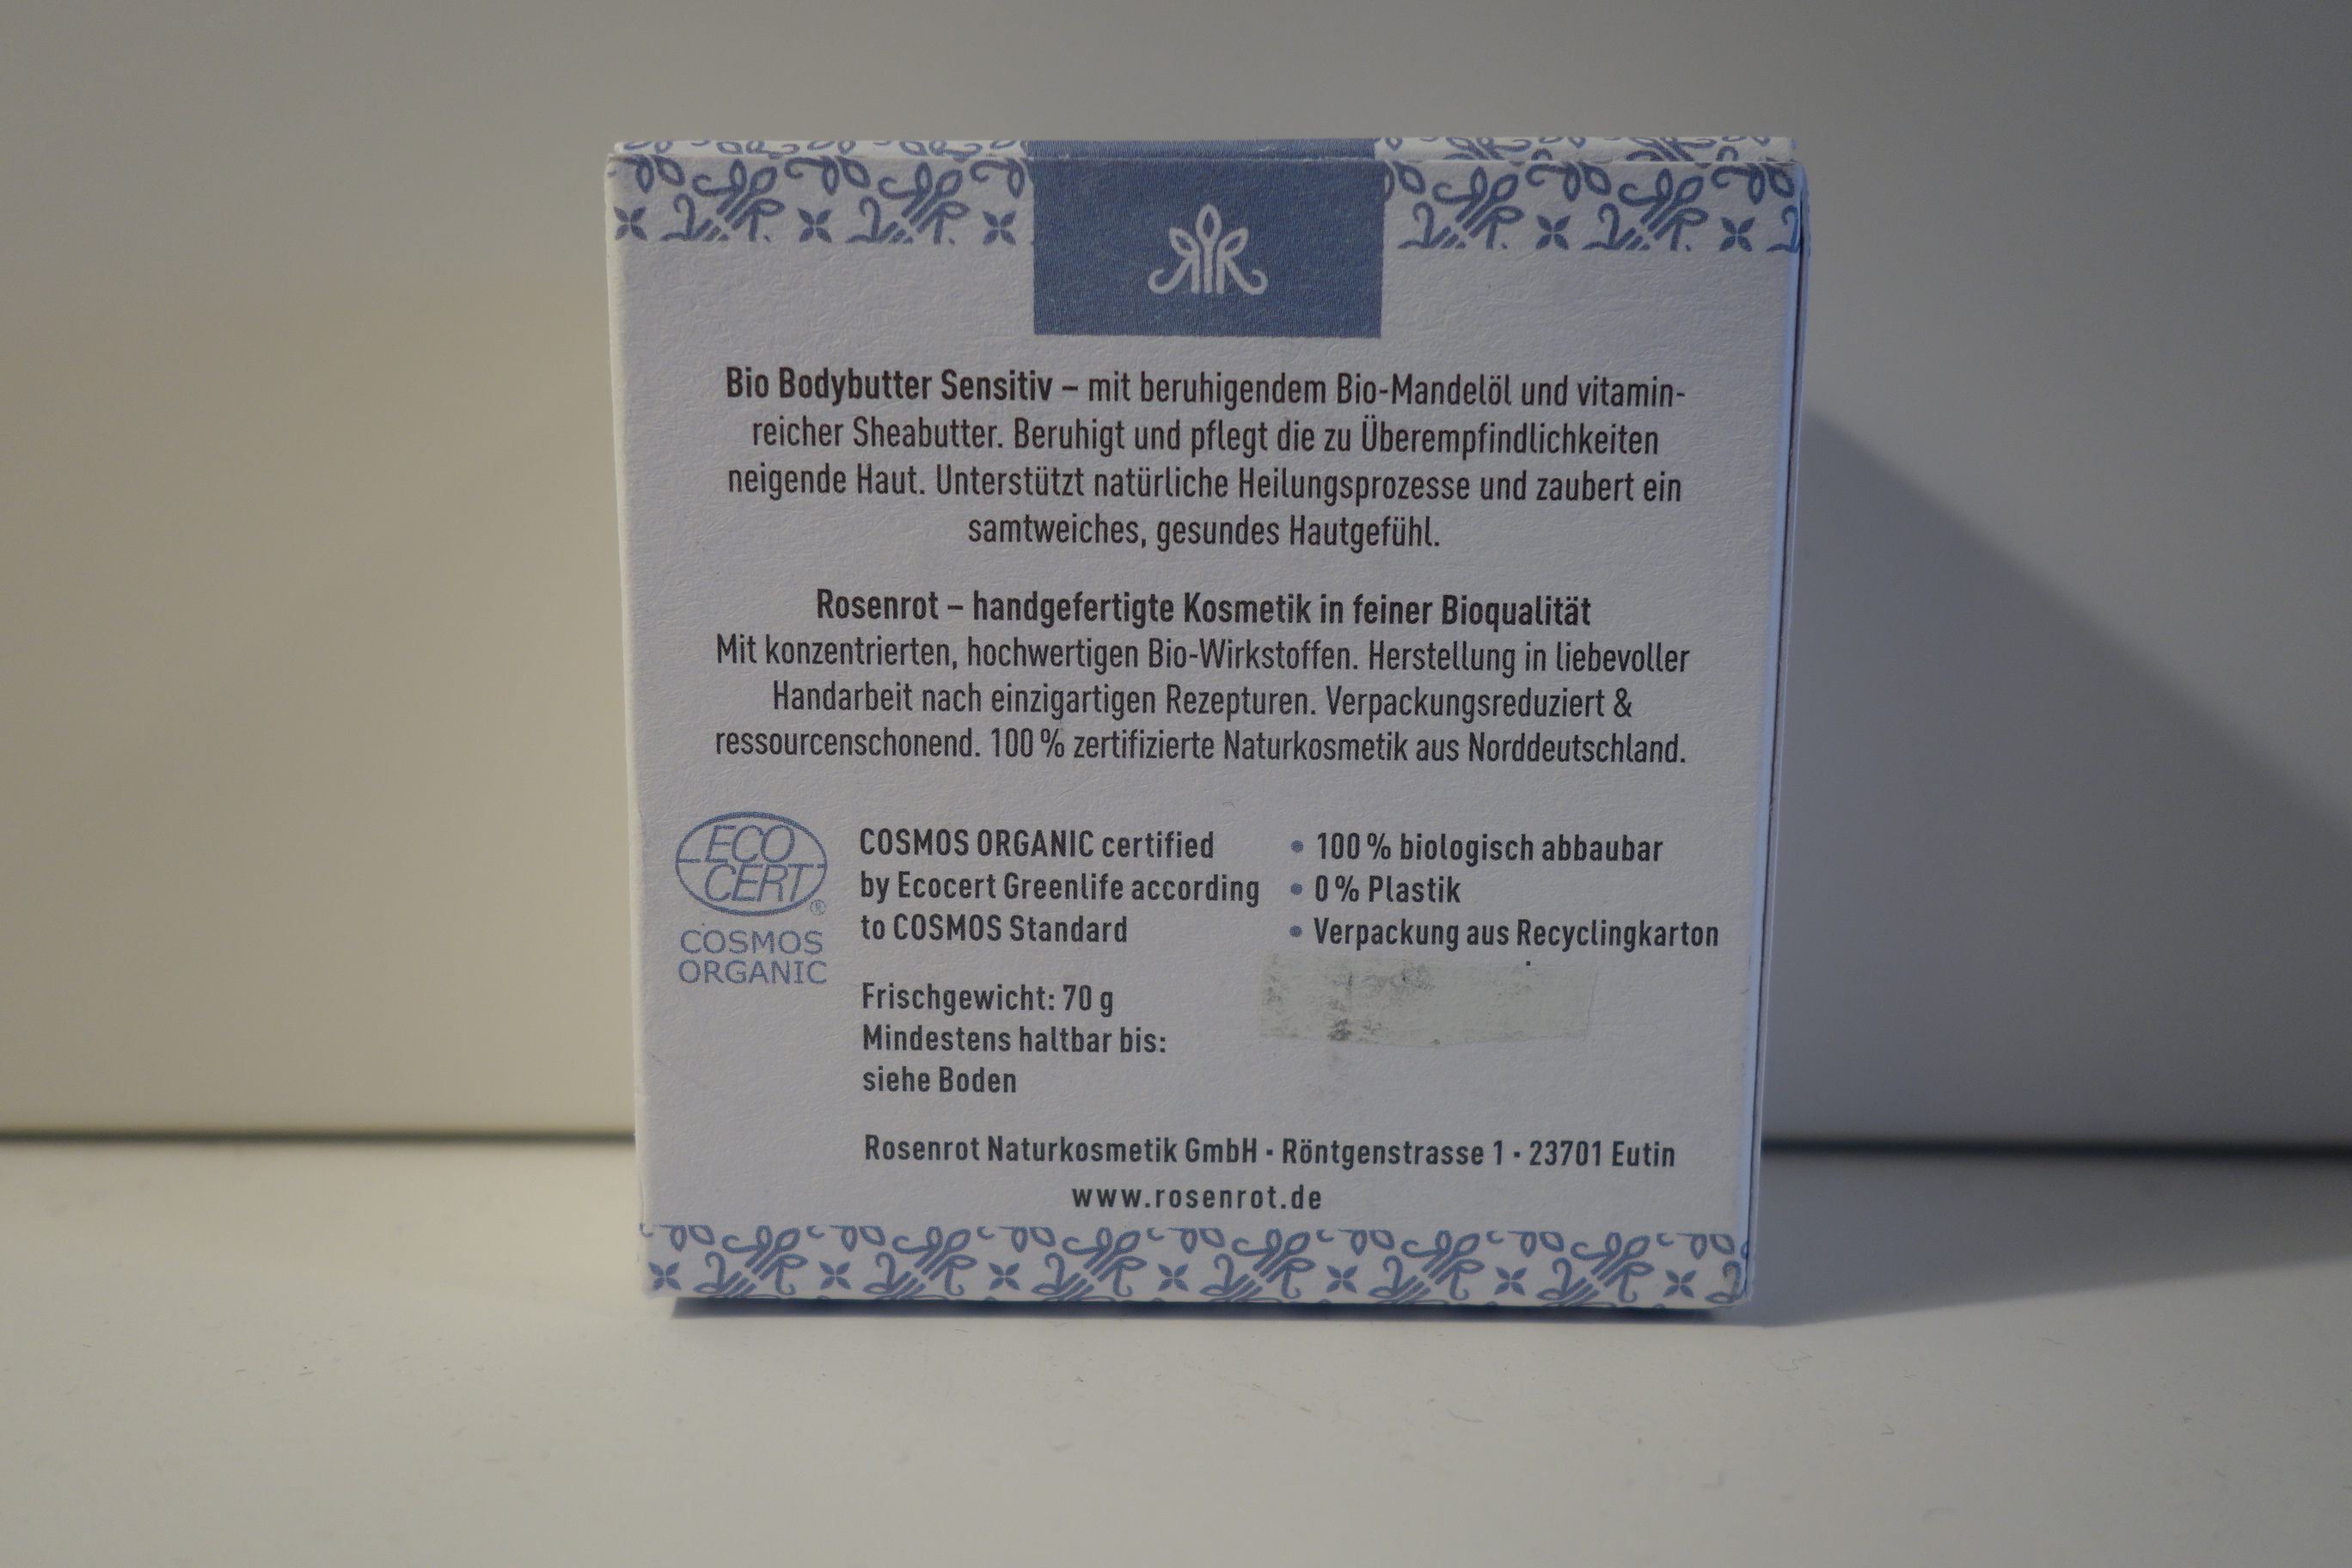 Bio Bodybutter Sensitiv – mit beruhigendem Bio-Mandelöl und vitamin-
reicher Sheabutter. Beruhigt und pflegt die zu Überempfindlichkeiten
neigende Haut. Unterstützt natürliche Heilungsprozesse und zaubert ein
samtweiches, gesundes Hautgefühl.
Rosenrot – handgefertigte Kosmetik in feiner Bioqualität
Mit konzentrierten, hochwertigen Bio-Wirkstoffen. Herstellung in liebevoller
Handarbeit nach einzigartigen Rezepturen. Verpackungsreduziert &
ressourcenschonend. 100 % zertifizierte Naturkosmetik aus Norddeutschland.
ECO
CERT®
COSMOS
ORGANIC
COSMOS ORGANIC certified
by Ecocert Greenlife according
to COSMOS Standard
• 100 % biologisch abbaubar
• 0 % Plastik
• Verpackung aus Recyclingkarton
Frischgewicht: 70 g
Mindestens haltbar bis:
siehe Boden
Rosenrot Naturkosmetik GmbH · Röntgenstrasse 1 · 23701 Eutin
www.rosenrot.de